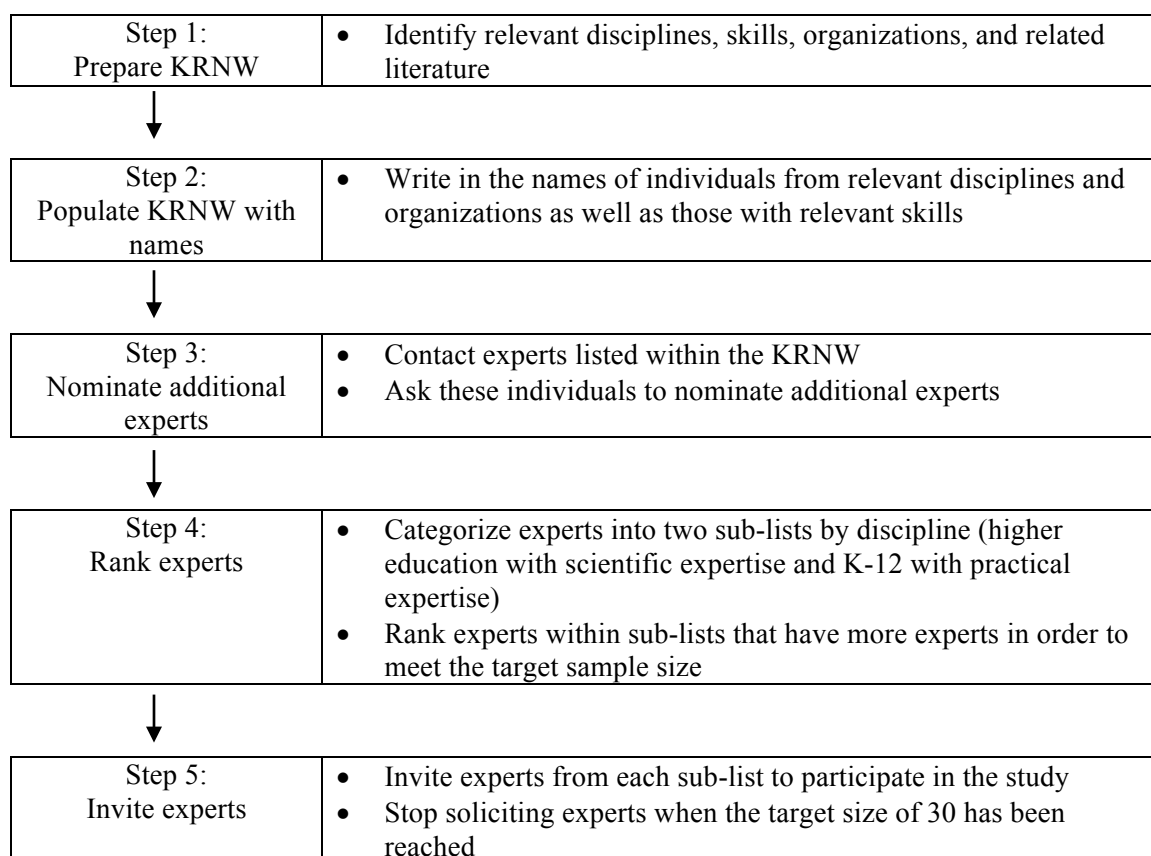 Step 1:
Prepare KRNW
• Identify relevant disciplines, skills, organizations, and related
literature
Step 2:
Populate KRNW with
names
• Write in the names of individuals from relevant disciplines and
organizations as well as those with relevant skills
Step 3:
Nominate additional
experts
• Contact experts listed within the KRNW
• Ask these individuals to nominate additional experts
Step 4:
Rank experts
• Categorize experts into two sub-lists by discipline (higher
education with scientific expertise and K-12 with practical
expertise)
• Rank experts within sub-lists that have more experts in order to
meet the target sample size
Step 5:
Invite experts
• Invite experts from each sub-list to participate in the study
• Stop soliciting experts when the target size of 30 has been
reached